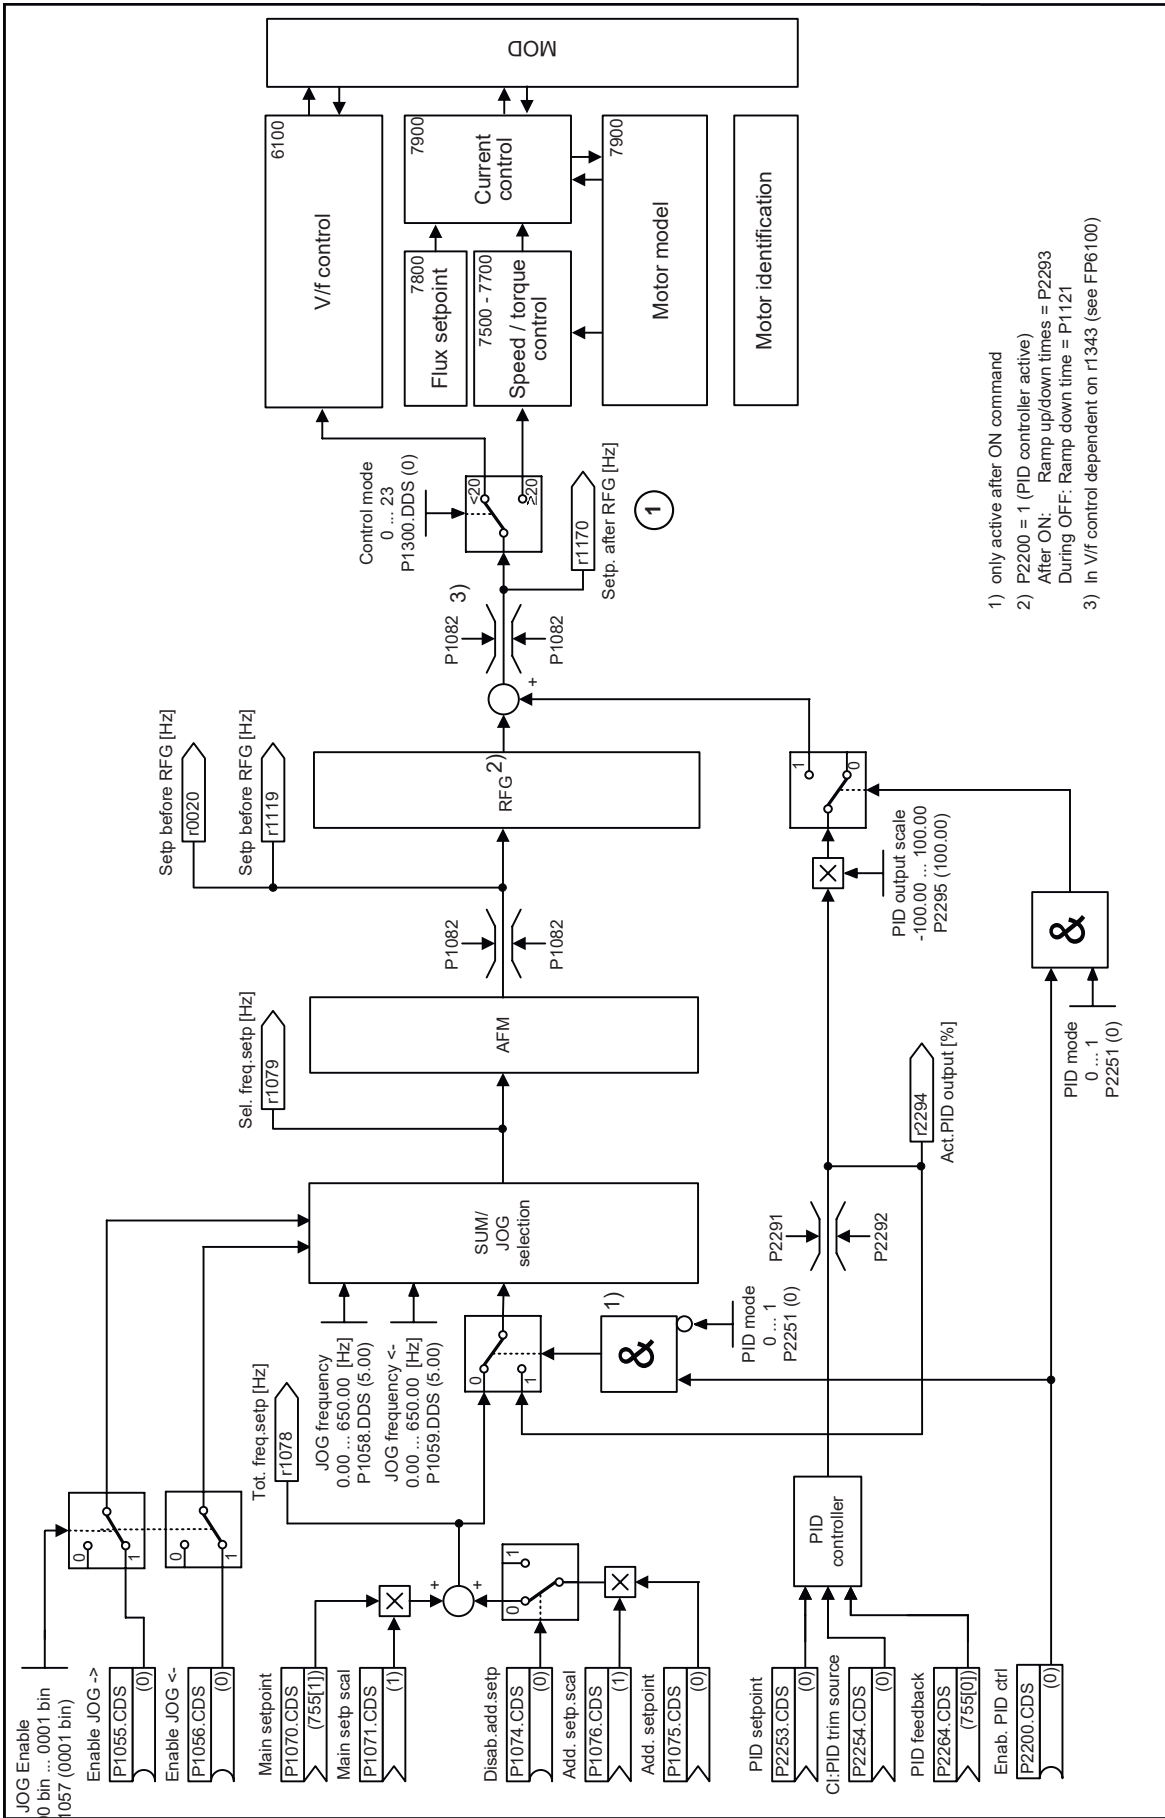 JOG Enable
00 bin ... 0001 bin
1057 (0001 bin)
Enable JOG ->
P1055.CDS
(0)
Enable JOG <-
P1056.CDS
(0)
0
1
0
1
Main setpoint
P1070.CDS
(755[1])
Main setp scal
P1071.CDS
(1)
Disab.add.setp
P1074.CDS
(0)
Add. setp.scal
P1076.CDS
(1)
Add. setpoint
P1075.CDS
(0)
+
+
0
1
Tot. freq.setp [Hz]
r1078
JOG frequency
0.00 ... 650.00 [Hz]
P1058.DDS (5.00)
JOG frequency <-
0.00 ... 650.00 [Hz]
P1059.DDS (5.00)
0
1
SUM/
JOG
selection
&
1)
PID mode
0 ... 1
P2251 (0)
PID setpoint
P2253.CDS
(0)
CI:PID trim source
P2254.CDS
(0)
PID feedback
P2264.CDS
(755[0])
Enab. PID ctrl
P2200.CDS
(0)
PID
controller
P2291
P2292
r2294
Act.PID output [%]
Sel. freq.setp [Hz]
r1079
AFM
P1082
P1082
Setp before RFG [Hz]
r0020
Setp before RFG [Hz]
r1119
RFG
2)
PID output scale
-100.00 ... 100.00
P2295 (100.00)
1
0
PID mode
0 ... 1
P2251 (0)
&
+
P1082
P1082
3)
Control mode
0 ... 23
P1300.DDS (0)
<20
≥20
r1170
Setp. after RFG [Hz]
1
6100
V/f control
7800
Flux setpoint
7500 - 7700
Speed / torque
control
7900
Current
control
7900
Motor model
Motor identification
MOD
1) only active after ON command
2) P2200 = 1 (PID controller active)
After ON: Ramp up/down times = P2293
During OFF: Ramp down time = P1121
3) In V/f control dependent on r1343 (see FP6100)